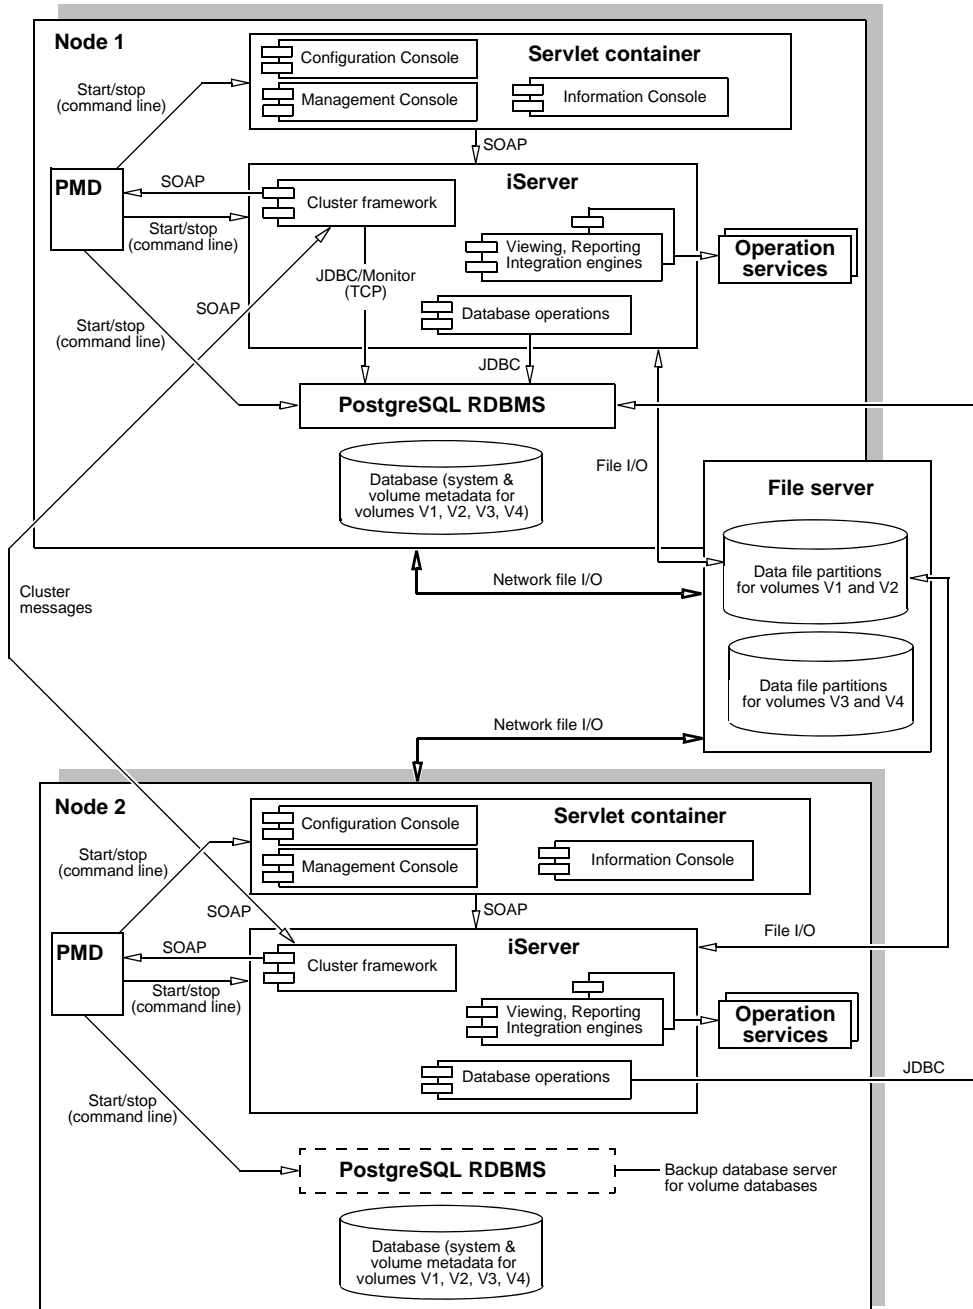 Node 1
Servlet container
Configuration Console
Management Console
Information Console
Start/stop
(command line)
SOAP
PMD
SOAP
iServer
Cluster framework
Start/stop
(command line)
Viewing, Reporting
Integration engines
Operation
services
JDBC/Monitor
(TCP)
SOAP
Database operations
Start/stop
(command line)
JDBC
PostgreSQL RDBMS
File I/O
Database (system &
volume metadata for
volumes V1, V2, V3, V4)
File server
Data file partitions
for volumes V1 and V2
Network file I/O
Cluster
messages
Data file partitions
for volumes V3 and V4
Network file I/O
Node 2
Servlet container
Configuration Console
Management Console
Information Console
Start/stop
(command line)
SOAP
SOAP
File I/O
PMD
SOAP
iServer
Cluster framework
Start/stop
(command line)
Viewing, Reporting
Integration engines
Operation
services
Database operations
JDBC
Start/stop
(command line)
PostgreSQL RDBMS
Backup database server
for volume databases
Database (system &
volume metadata for
volumes V1, V2, V3, V4)